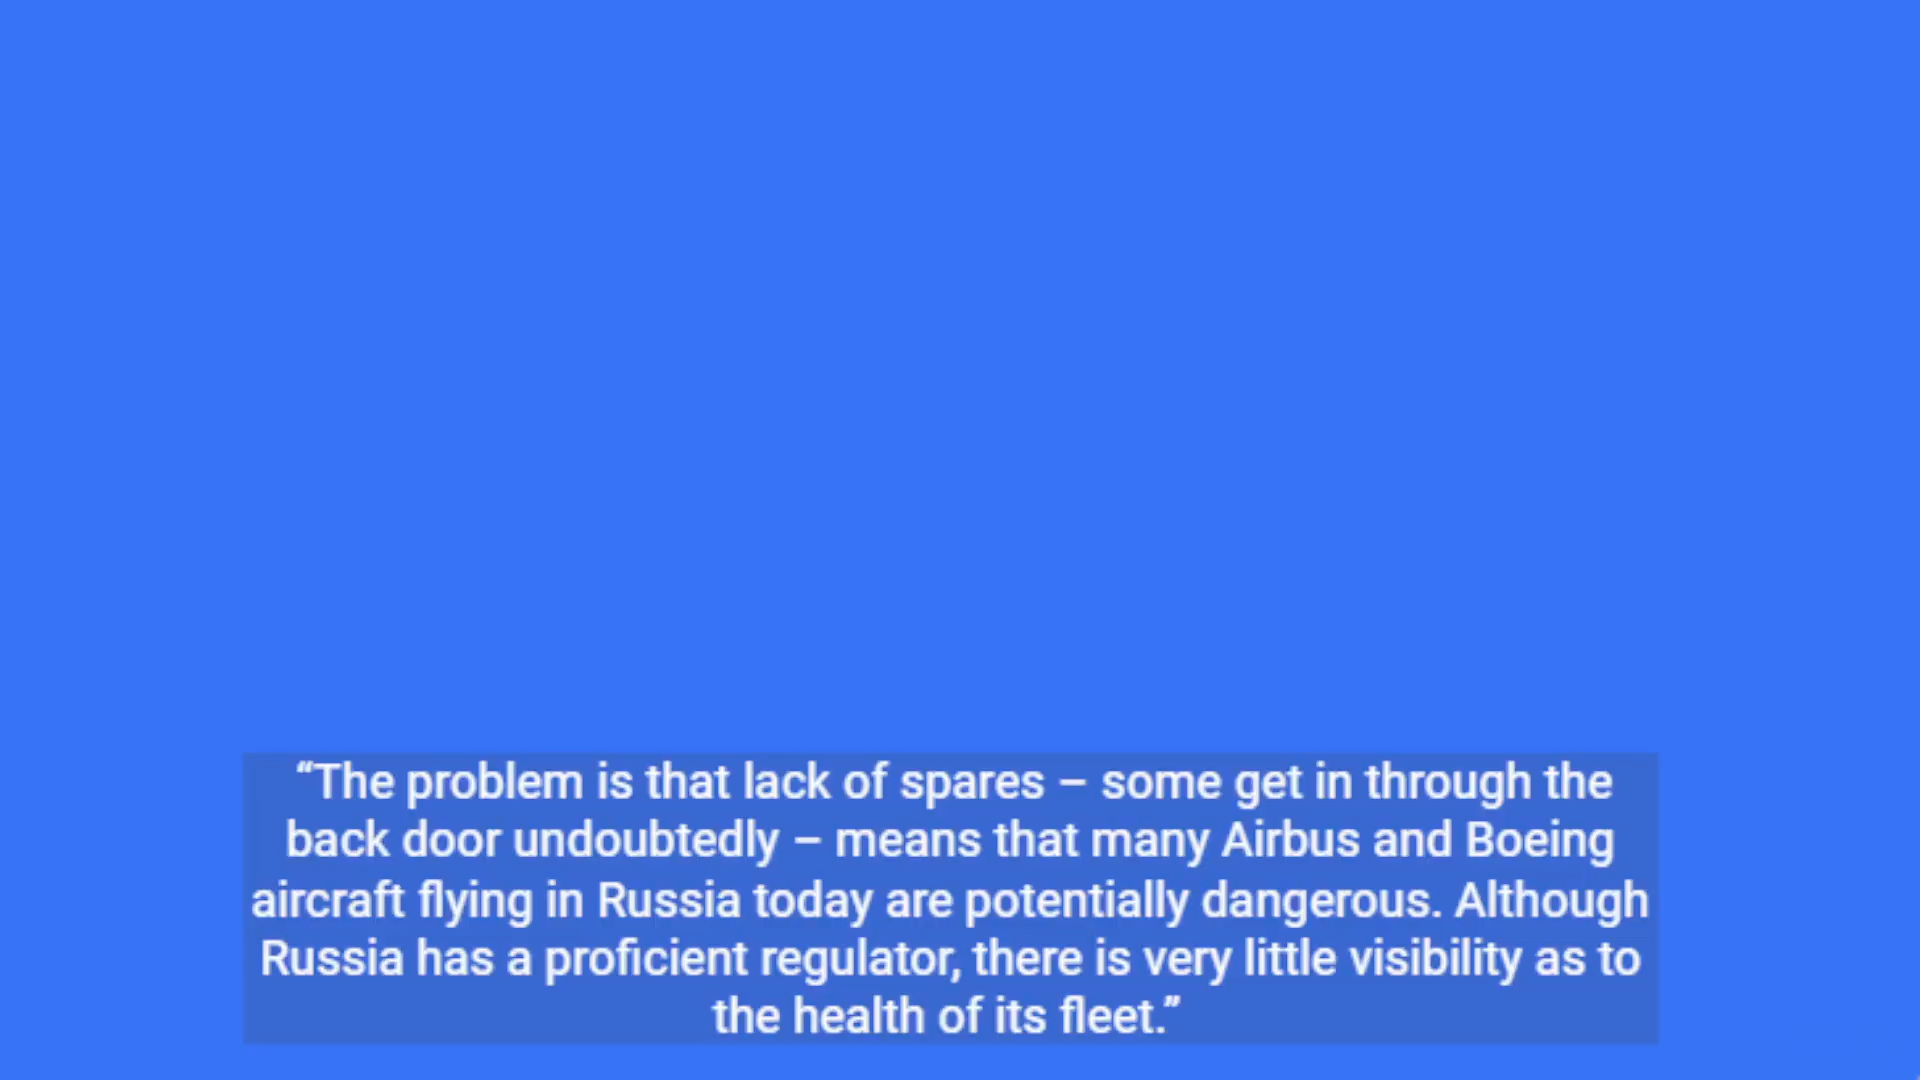 “The problem is that lack of spares – some get in through the
back door undoubtedly – means that many Airbus and Boeing
aircraft flying in Russia today are potentially dangerous. Although
Russia has a proficient regulator, there is very little visibility as to
the health of its fleet.”